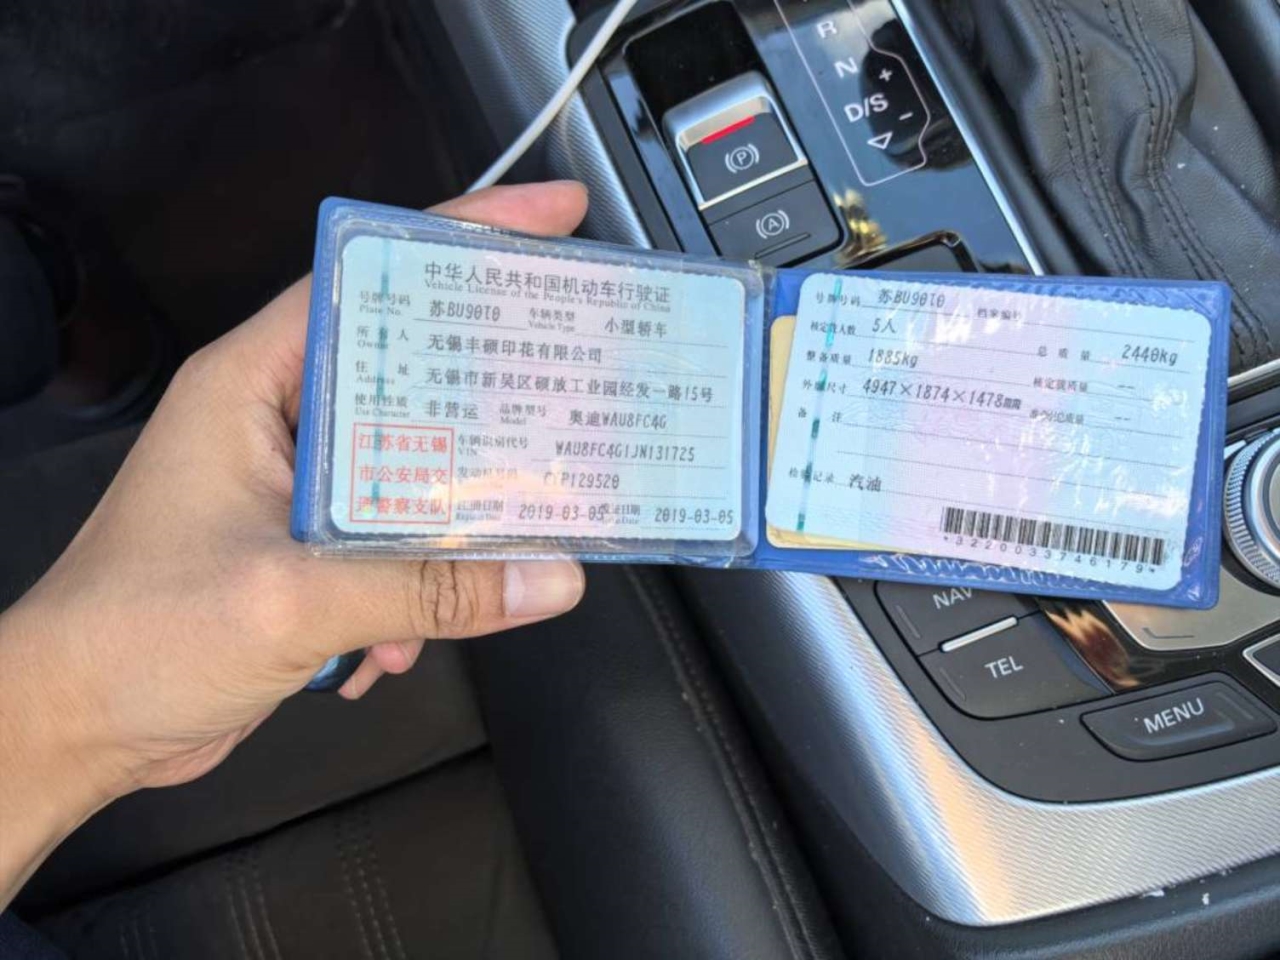 R
N
+
D/S
-
P
A
中华人民共和国机动车行驶证
Vehicle License of the People's Republic of China
号牌号码 苏BU90T0 车辆类型 小型轿车
Plate No. Vehicle Type
所有人 无锡丰硕印花有限公司
Owner
住址 无锡市新吴区硕放工业园经发一路15号
Address
使用性质 非营运 品牌型号 奥迪WAU8FC4G
Use Character Model
江苏省无锡
市公安局交
通警察支队
车辆识别代号 WAU8FC4G1JN131725
VIN
发动机号码 CYP129520
注册日期 2019-03-05 发证日期 2019-03-05
Register Date Issue Date
号牌号码 苏BU90T0 档案编号
核定载人数 5人 总质量 2440kg
整备质量 1885kg 核定载质量 --
外廓尺寸 4947×1874×1478mm 准牵引总质量 --
备注
检验记录 汽油
*3220033746179*
NAV
TEL
MENU